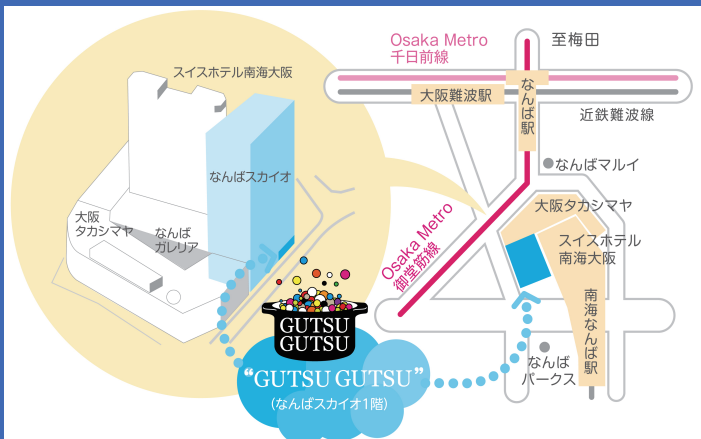 スイスホテル南海大阪
なんばスカイオ
大阪
タカシマヤ
なんば
ガレリア
GUTSU
GUTSU
“GUTSU GUTSU”
(なんばスカイオ1階)
Osaka Metro
千日前線
至梅田
大阪難波駅
なんば駅
近鉄難波線
なんばマルイ
Osaka Metro
御堂筋線
大阪タカシマヤ
スイスホテル
南海大阪
南海なんば駅
なんば
パークス